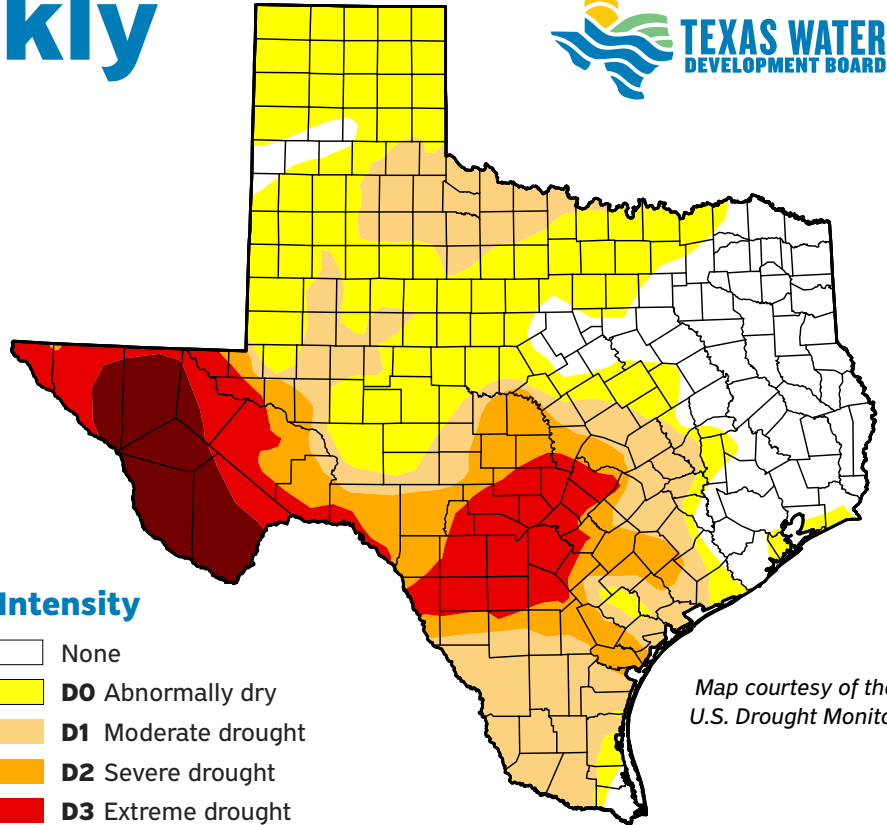 kly
TEXAS WATER
DEVELOPMENT BOARD
Intensity
None
D0 Abnormally dry
D1 Moderate drought
D2 Severe drought
D3 Extreme drought
Map courtesy of the
U.S. Drought Monito